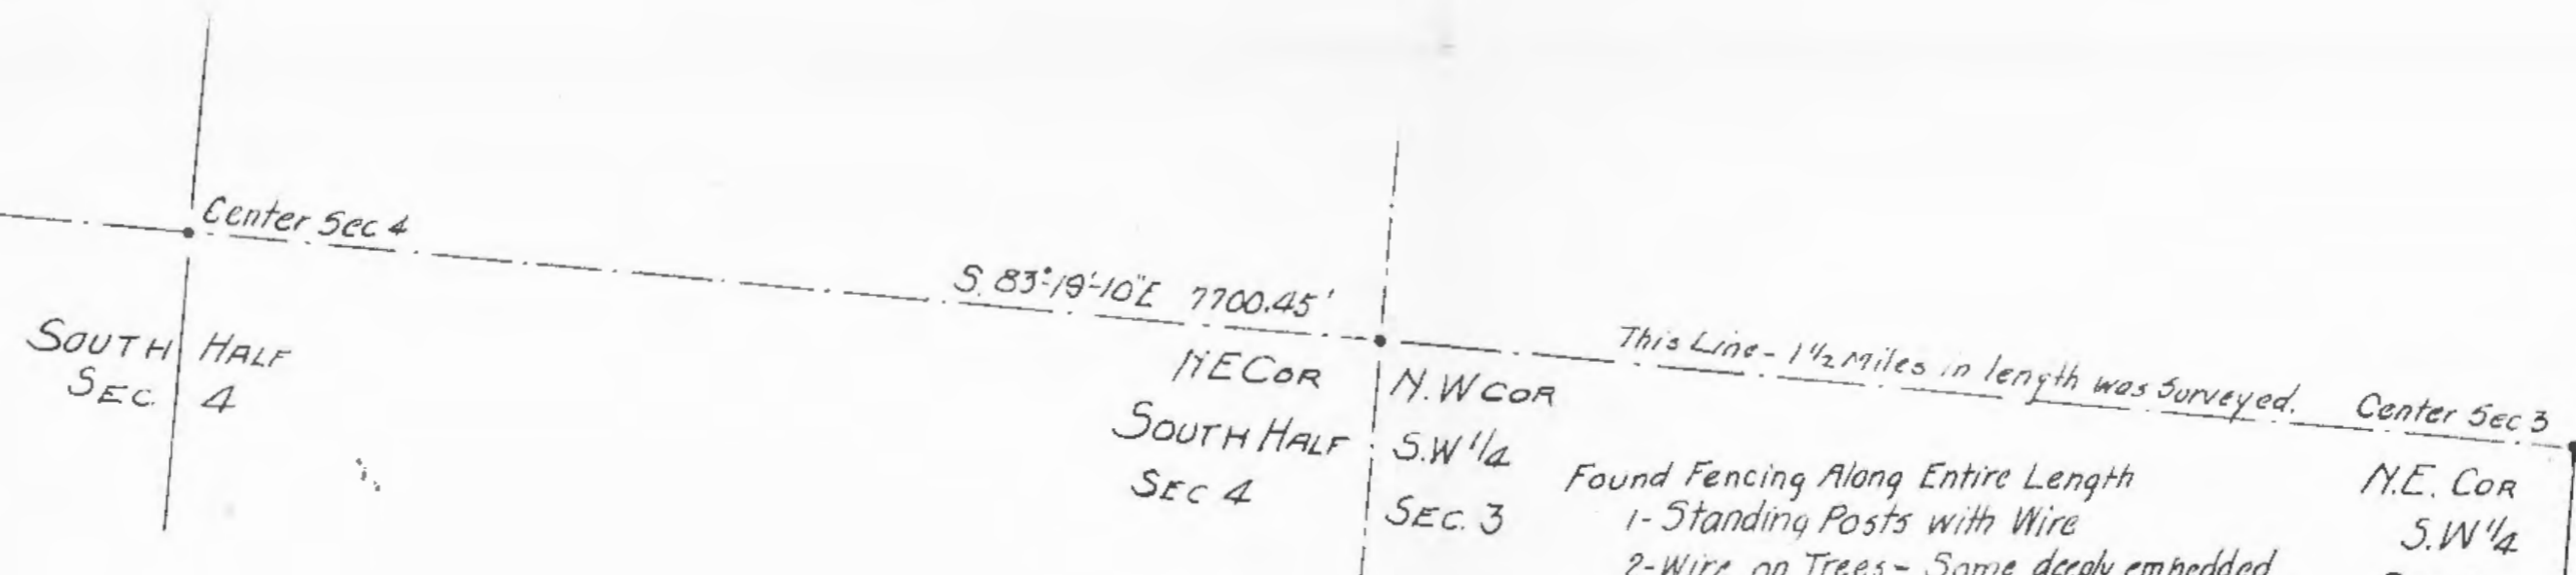 Center Sec 4
S. 83°-19'-10"E 7700.45'
This Line - 1 1/2 Miles in length was Surveyed.
Center Sec 3
SOUTH HALF
SEC. 4
N E COR
SOUTH HALF
SEC 4
N.W COR
S.W 1/4
SEC. 3
Found Fencing Along Entire Length
1- Standing Posts with Wire
2- Wire on Trees - Some deeply embedded
N.E. COR
S.W 1/4